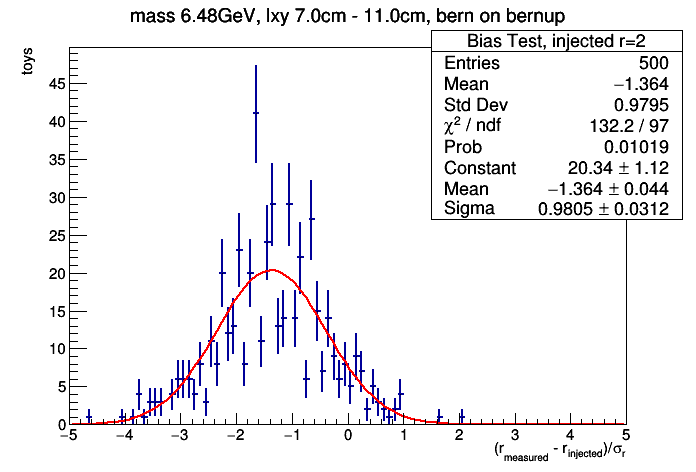 mass 6.48GeV, lxy 7.0cm - 11.0cm, bern on bernup
Bias Test, injected r=2
Entries 500
Mean −1.364
Std Dev 0.9795
χ² / ndf 132.2 / 97
Prob 0.01019
Constant 20.34 ± 1.12
Mean −1.364 ± 0.044
Sigma 0.9805 ± 0.0312
toys
45
40
35
30
25
20
15
10
5
0
−5 −4 −3 −2 −1 0 1 2 3 4 5
(r_measured - r_injected)/σ_r